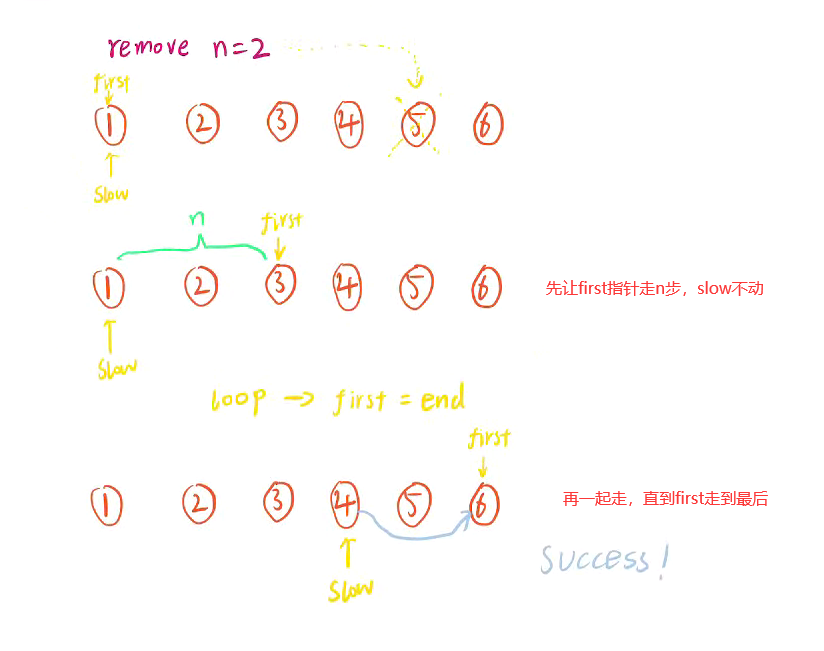 remove n=2
first
1 2 3 4 5 6
slow
n first
1 2 3 4 5 6 先让first指针走n步，slow不动
slow
loop → first = end
first
1 2 3 4 5 6 再一起走，直到first走到最后
slow
success!